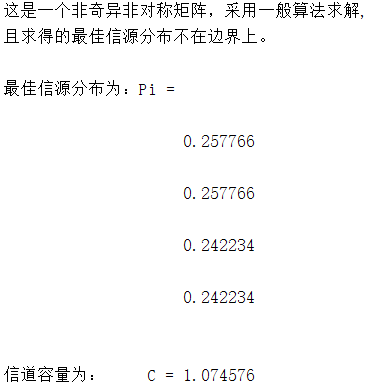 这是一个非奇异非对称矩阵，采用一般算法求解，
且求得的最佳信源分布不在边界上。
最佳信源分布为：Pi =
0.257766
0.257766
0.242234
0.242234
信道容量为： C = 1.074576